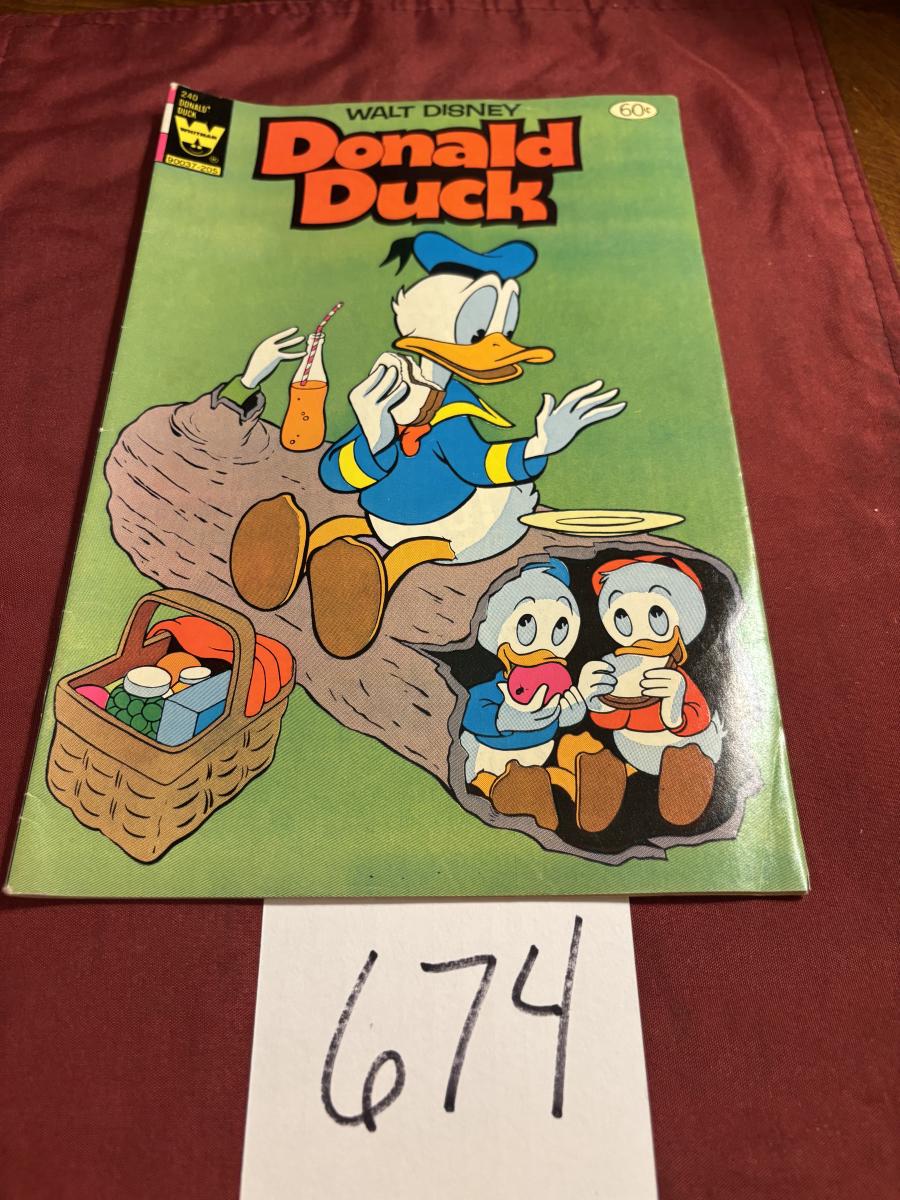 240
DONALD
DUCK
WHITMAN
®
90037-205
WALT DISNEY
60¢
Donald
Duck
674